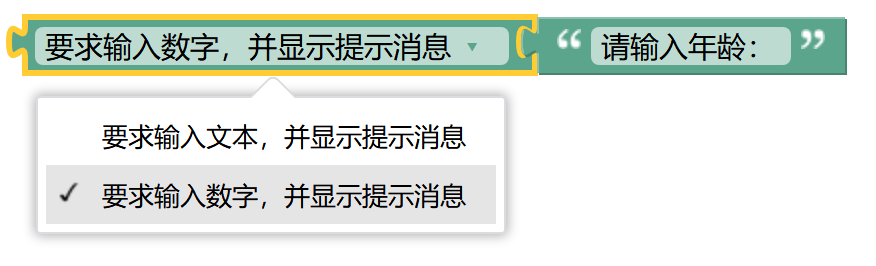 要求输入数字，并显示提示消息 “ 请输入年龄： ”
要求输入文本，并显示提示消息
✓ 要求输入数字，并显示提示消息